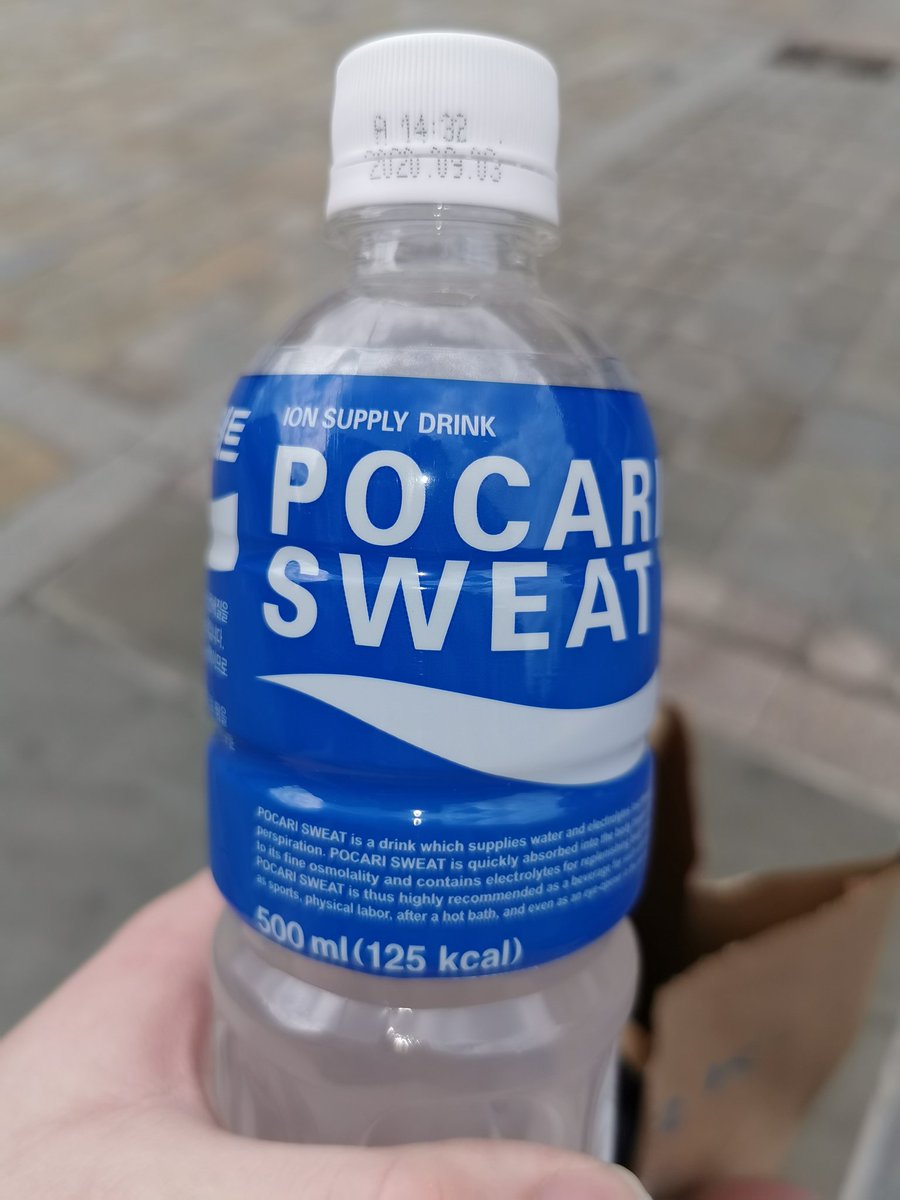 A 14:32
2020.09.03
ION SUPPLY DRINK
POCARI
SWEAT
POCARI SWEAT is a drink which supplies water and electrolytes
perspiration. POCARI SWEAT is quickly absorbed into the body
to its fine osmolality and contains electrolytes for replenishing
POCARI SWEAT is thus highly recommended as a beverage for
as sports, physical labor, after a hot bath, and even as an eye-
500 ml(125 kcal)